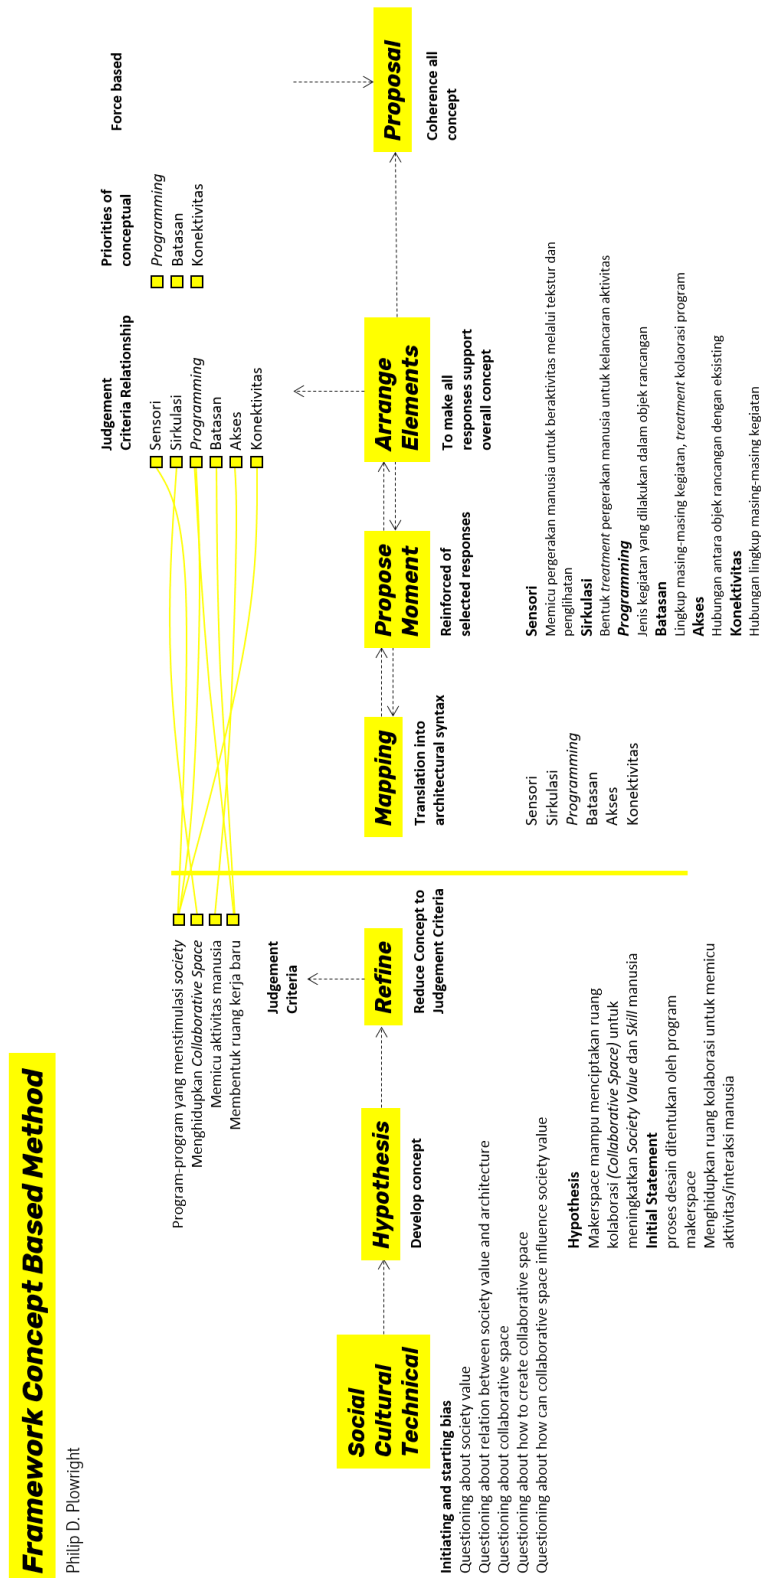 Framework Concept Based Method
Philip D. Plowright
Social
Cultural
Technical
Initiating and starting bias
Questioning about society value
Questioning about relation between society value and architecture
Questioning about collaborative space
Questioning about how to create collaborative space
Questioning about how can collaborative space influence society value
Hypothesis
Develop concept
Hypothesis
Makerspace mampu menciptakan ruang
kolaborasi (Collaborative Space) untuk
meningkatkan Society Value dan Skill manusia
Initial Statement
proses desain ditentukan oleh program
makerspace
Menghidupkan ruang kolaborasi untuk memicu
aktivitas/interaksi manusia
Program-program yang menstimulasi society
Menghidupkan Collaborative Space
Memicu aktivitas manusia
Membentuk ruang kerja baru
Judgement
Criteria
Refine
Reduce Concept to
Judgement Criteria
Mapping
Translation into
architectural syntax
Sensori
Sirkulasi
Programming
Batasan
Akses
Konektivitas
Propose
Moment
Reinforced of
selected responses
Sensori
Memicu pergerakan manusia untuk beraktivitas melalui tekstur dan
penglihatan
Sirkulasi
Bentuk treatment pergerakan manusia untuk kelancaran aktivitas
Programming
Jenis kegiatan yang dilakukan dalam objek rancangan
Batasan
Lingkup masing-masing kegiatan, treatment kolaorasi program
Akses
Hubungan antara objek rancangan dengan eksisting
Konektivitas
Hubungan lingkup masing-masing kegiatan
Judgement
Criteria Relationship
Sensori
Sirkulasi
Programming
Batasan
Akses
Konektivitas
Arrange
Elements
To make all
responses support
overall concept
Priorities of
conceptual
Programming
Batasan
Konektivitas
Force based
Proposal
Coherence all
concept